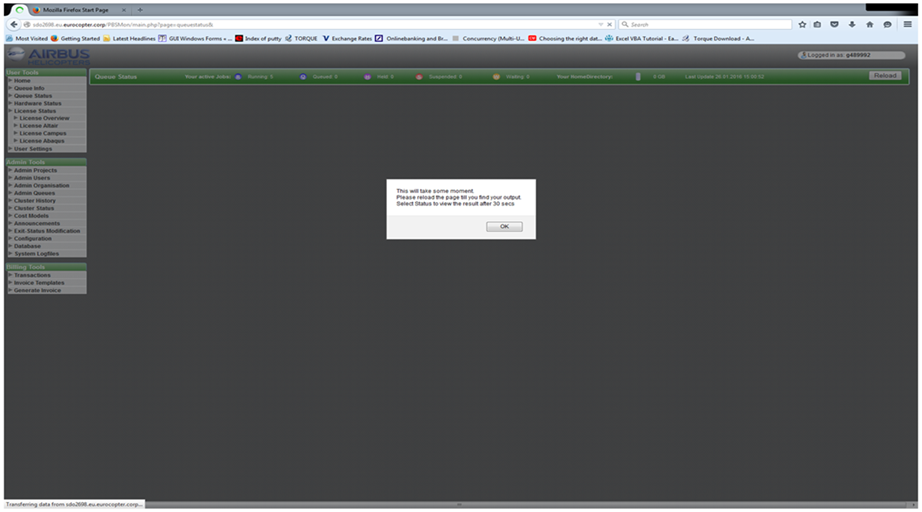 Mozilla Firefox Start Page
sdo2698.eu.eurocopter.corp/PBSMon/main.php?page=queuestatus&
Search
Most Visited Getting Started Latest Headlines GUI Windows Forms « ... Index of putty TORQUE Exchange Rates Onlinebanking and Br... Concurrency (Multi-U... Choosing the right dat... Excel VBA Tutorial - Ea... Torque Download - A...
AIRBUS
HELICOPTERS
Logged in as:
User Tools
Home
Queue Info
Queue Status
Hardware Status
License Status
License Overview
License Altair
License Campus
License Abaqus
User Settings
Queue Status Your active Jobs: Running: 0 Queued: 0 Held: 0 Suspended: 0 Waiting: 0 Your HomeDirectory: 0 GB Last Update 26.01.2016 Reload
Admin Tools
Admin Projects
Admin Users
Admin Organisation
Admin Queues
Cluster History
Cluster Status
Cost Models
Announcements
Exit-Status Modification
Configuration
Database
System Logfiles
Billing Tools
Transactions
Invoice Templates
Generate Invoice
This will take some moment.
Please reload the page till you find your output.
Select Status to view the result after 30 secs
OK
Transferring data from sdo2698.eu.eurocopter.corp...